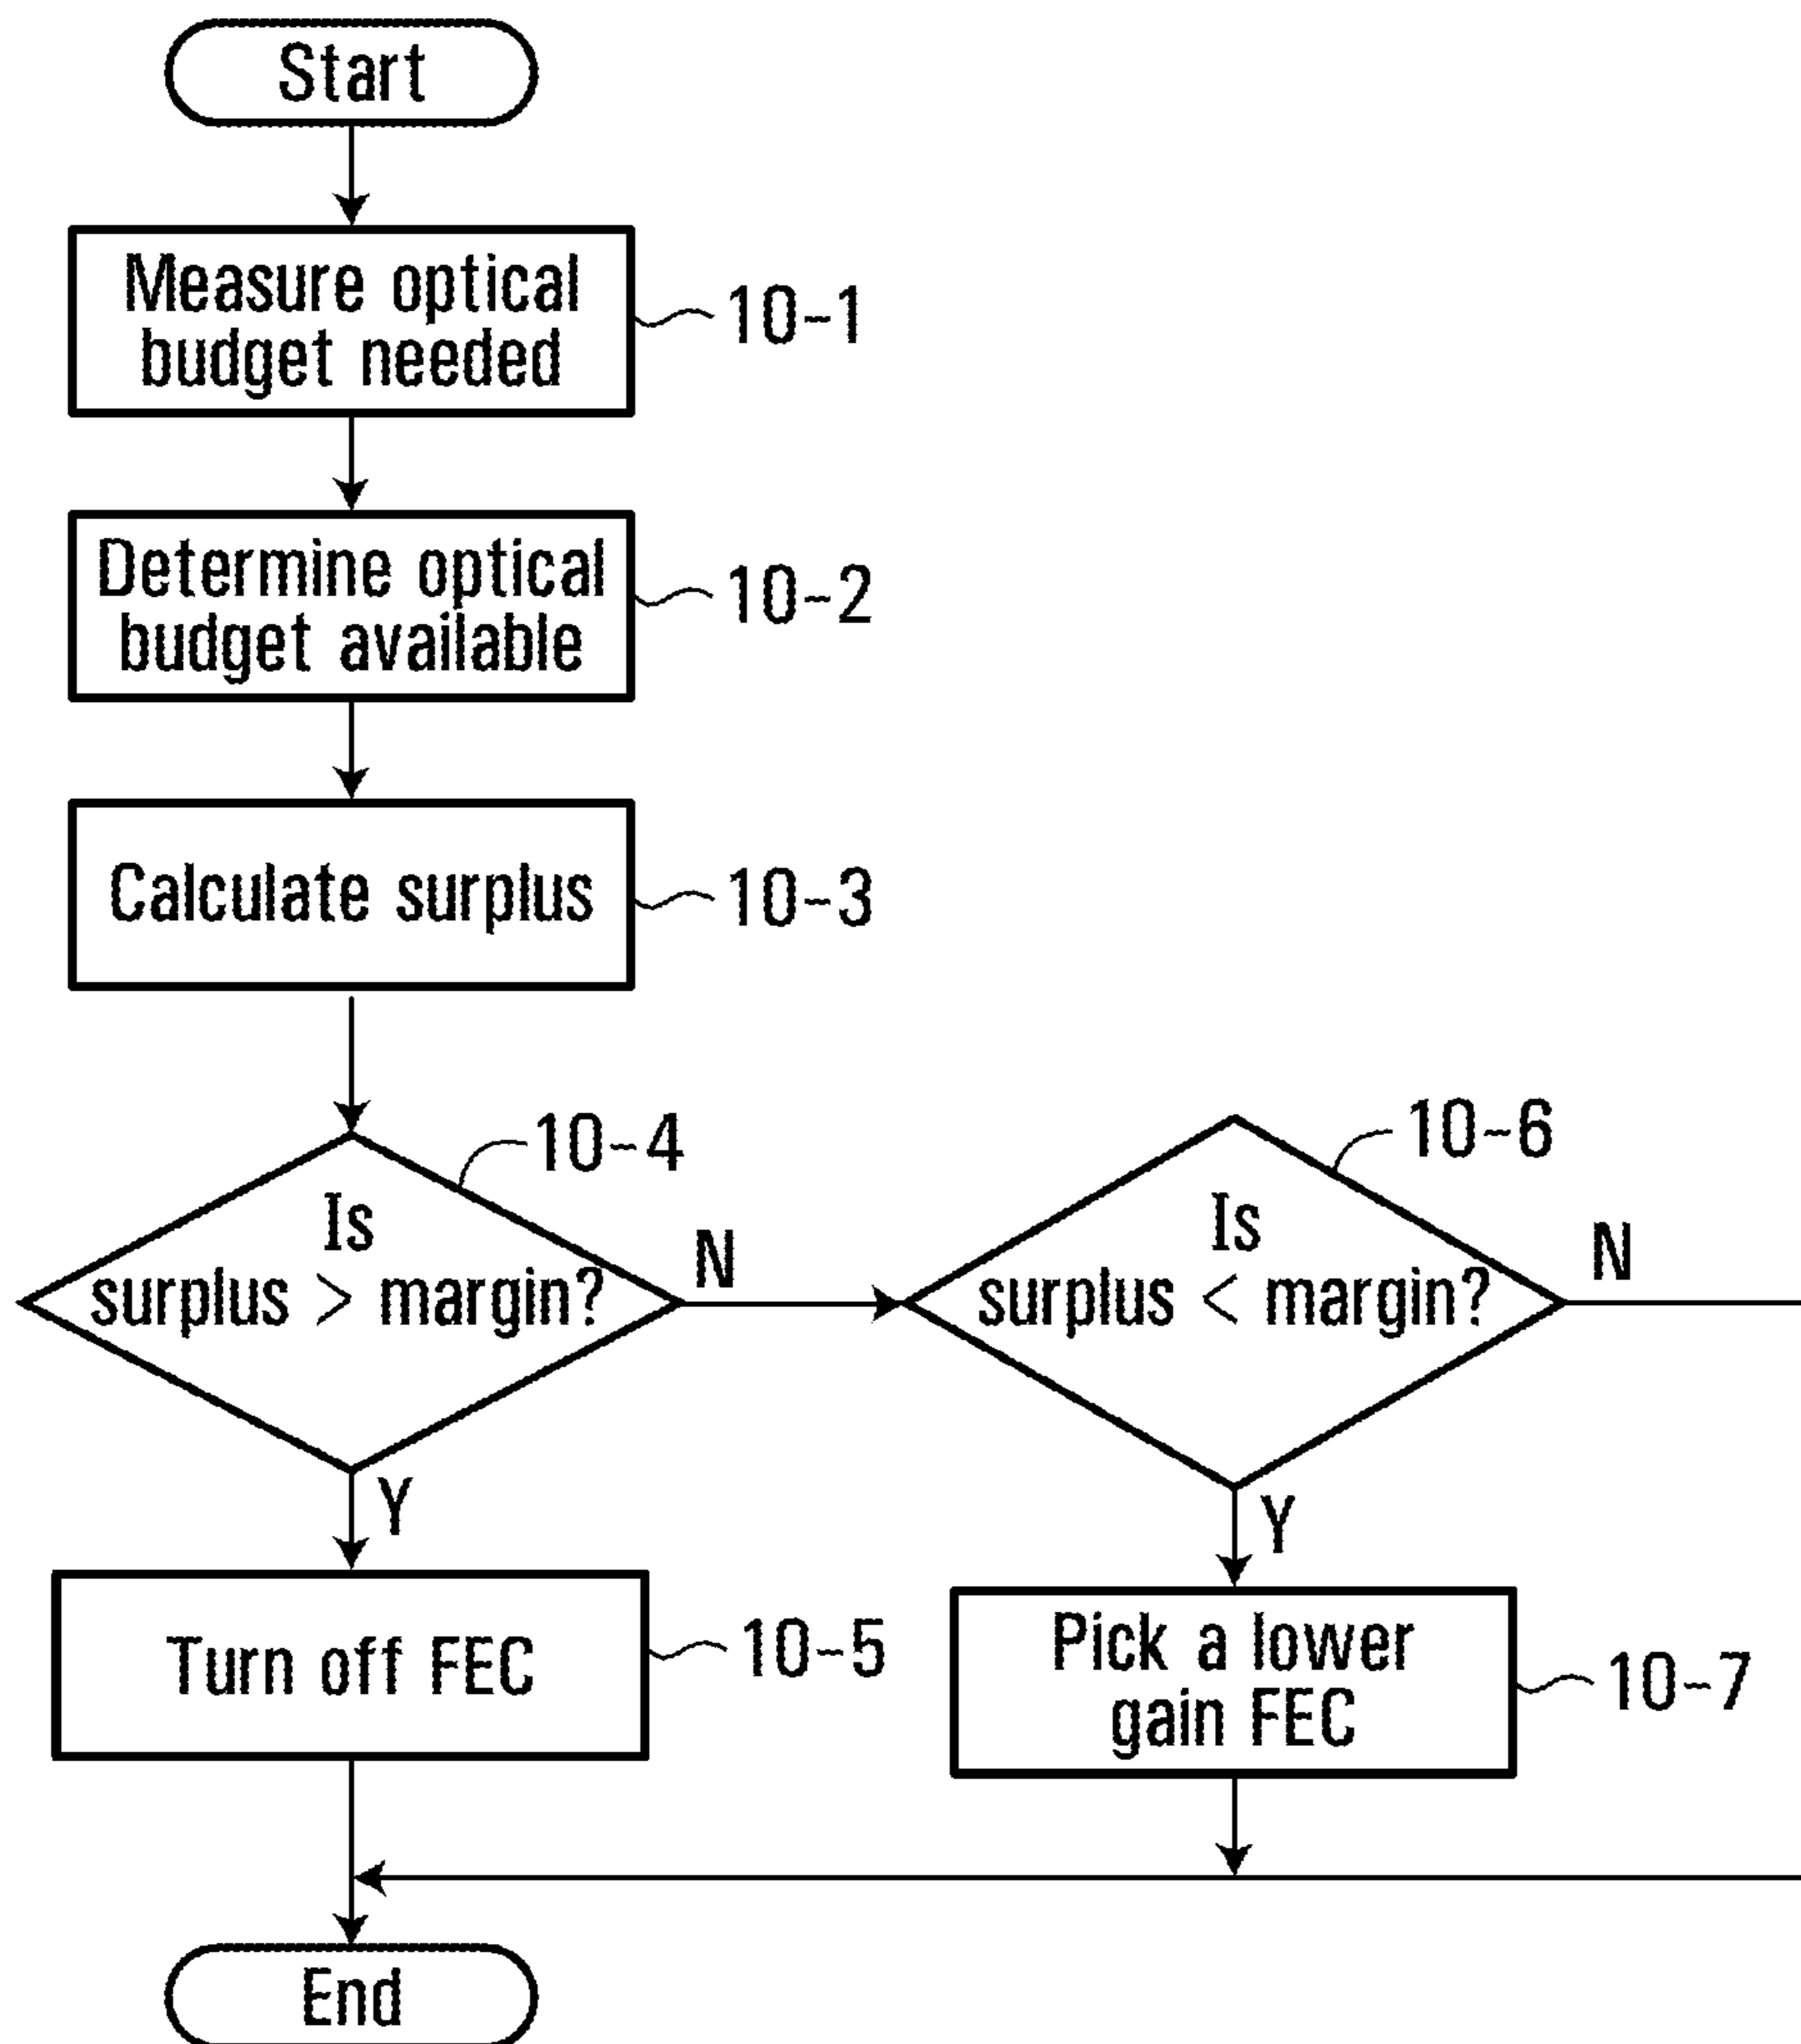 Start
Measure optical
budget needed
10-1
Determine optical
budget available
10-2
Calculate surplus
10-3
10-4
Is
surplus > margin?
N
Y
10-6
Is
surplus < margin?
N
Y
Turn off FEC
10-5
Pick a lower
gain FEC
10-7
End